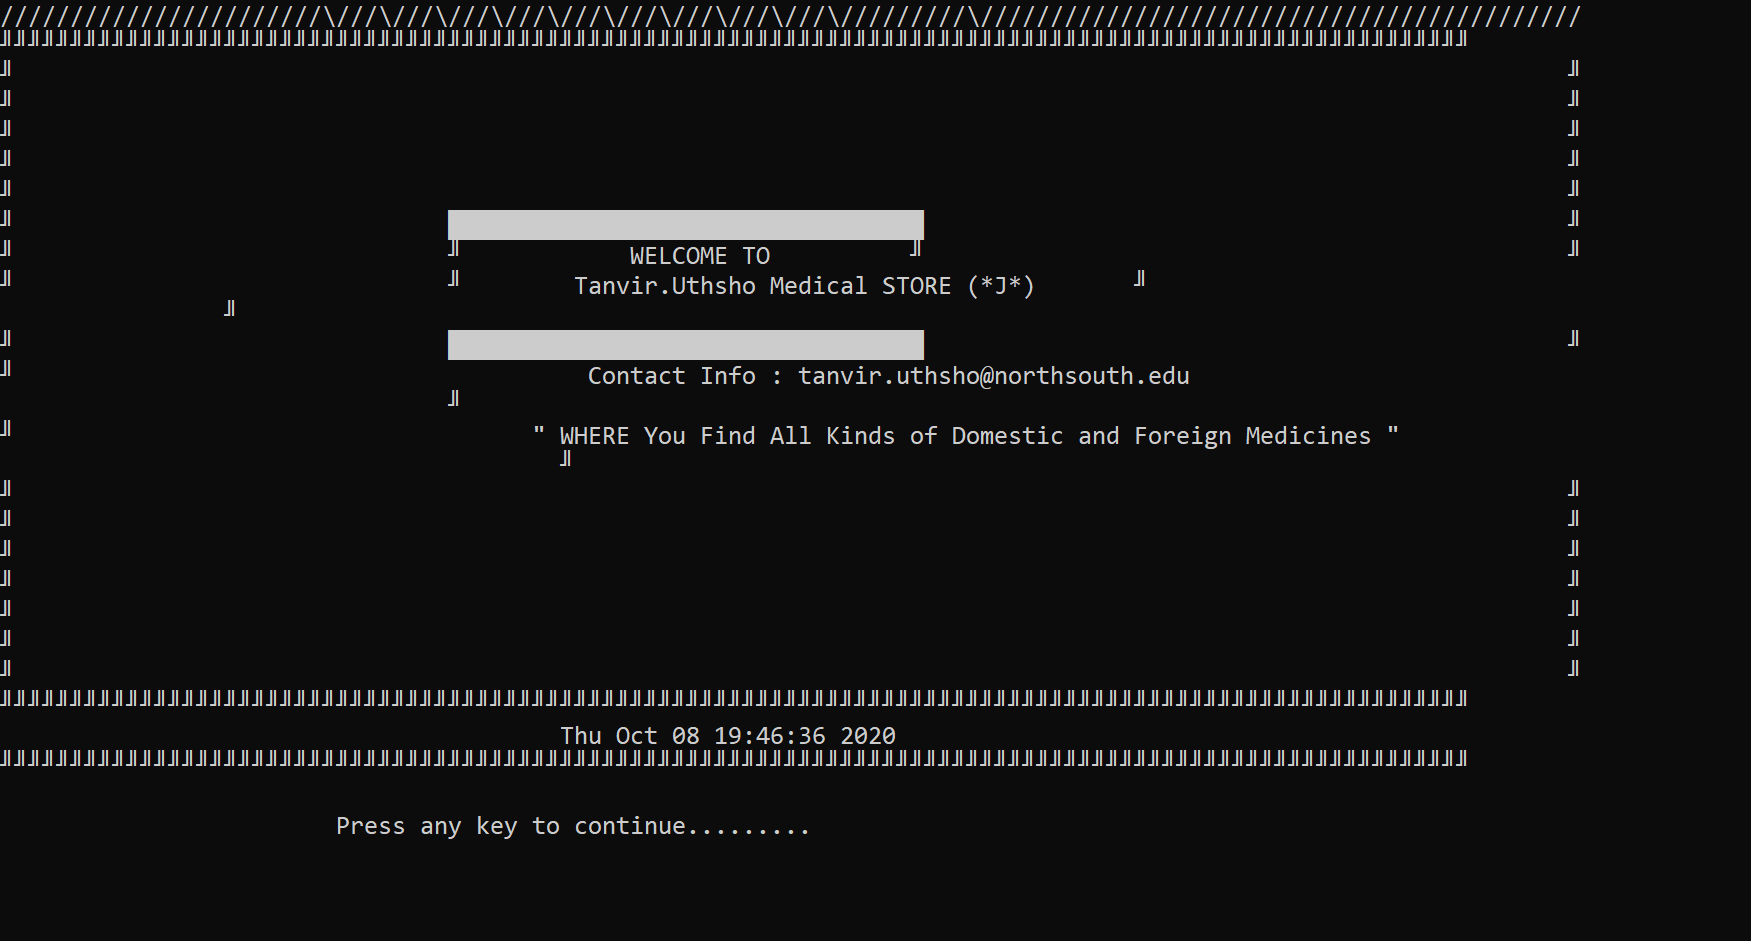 WELCOME TO
Tanvir.Uthsho Medical STORE (*J*)
Contact Info : tanvir.uthsho@northsouth.edu
" WHERE You Find All Kinds of Domestic and Foreign Medicines "
Thu Oct 08 19:46:36 2020
Press any key to continue.........